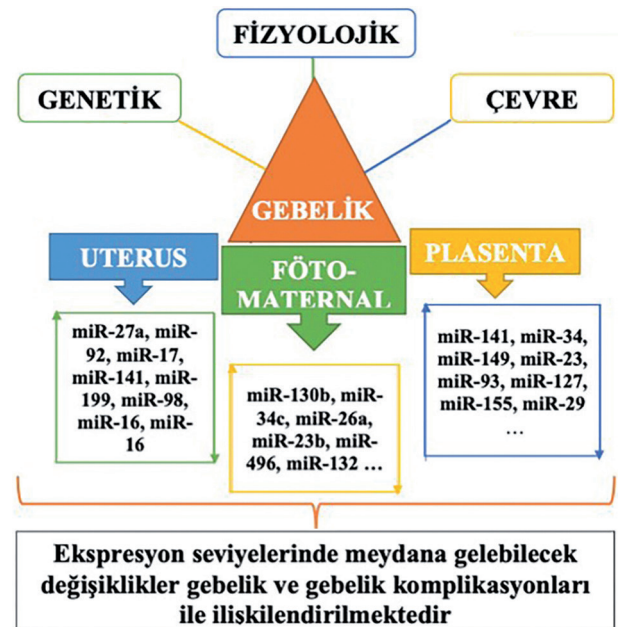 FİZYOLOJİK
GENETİK
ÇEVRE
GEBELİK
UTERUS
FÖTO-
MATERNAL
PLASENTA
miR-27a, miR-
92, miR-17,
miR-141, miR-
199, miR-98,
miR-16, miR-
16
miR-130b, miR-
34c, miR-26a,
miR-23b, miR-
496, miR-132 ...
miR-141, miR-34,
miR-149, miR-23,
miR-93, miR-127,
miR-155, miR-29
...
Ekspresyon seviyelerinde meydana gelebilecek
değişiklikler gebelik ve gebelik komplikasyonları
ile ilişkilendirilmektedir